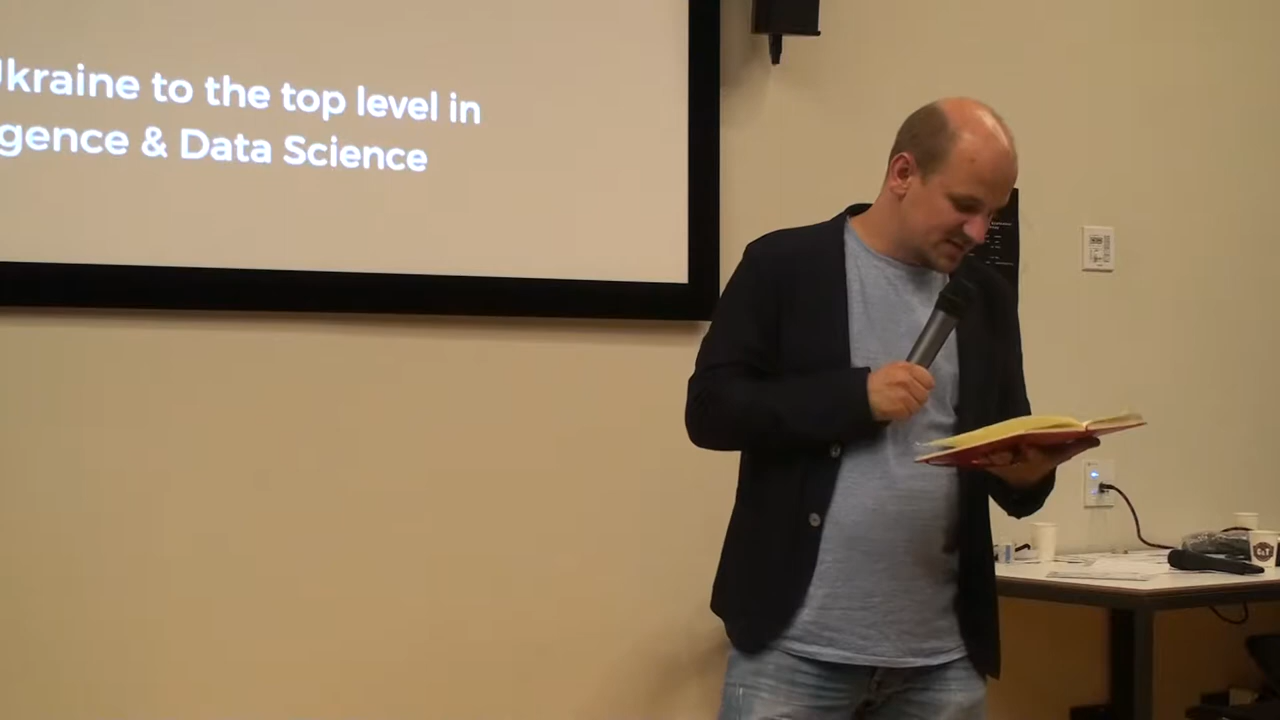 Ukraine to the top level in
gence & Data Science